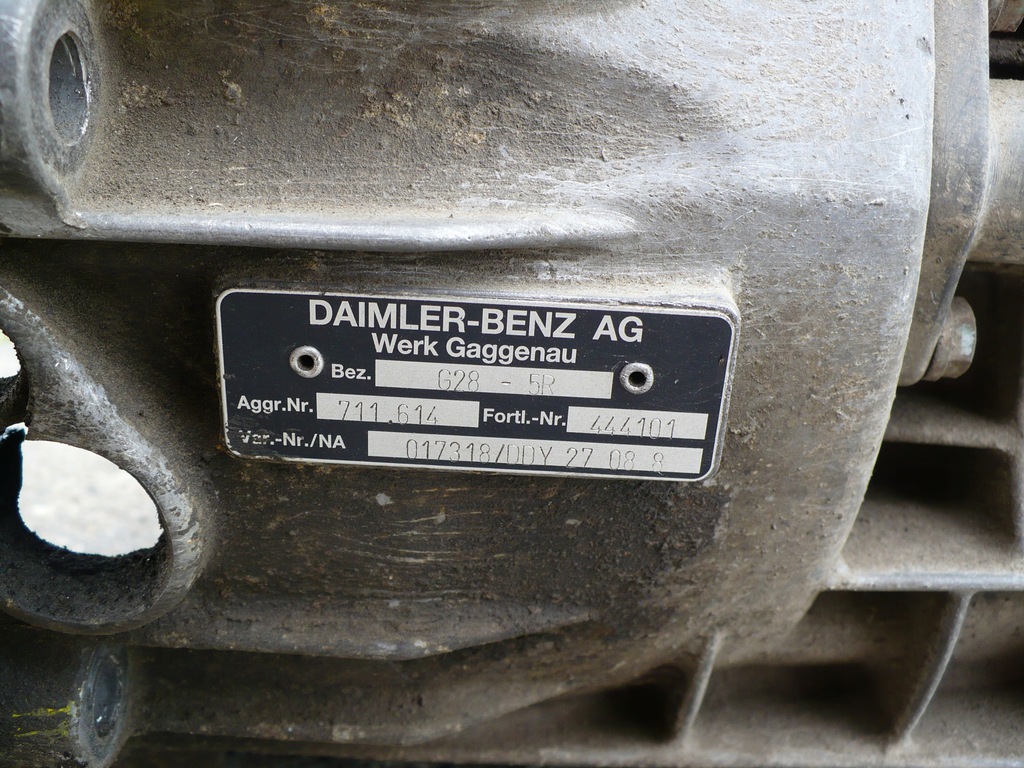 DAIMLER-BENZ AG
Werk Gaggenau
Bez. G28 - 5R
Aggr.Nr. 711.614 Fortl.-Nr. 444101
Var.-Nr./NA 017318/DDY 27 08 8